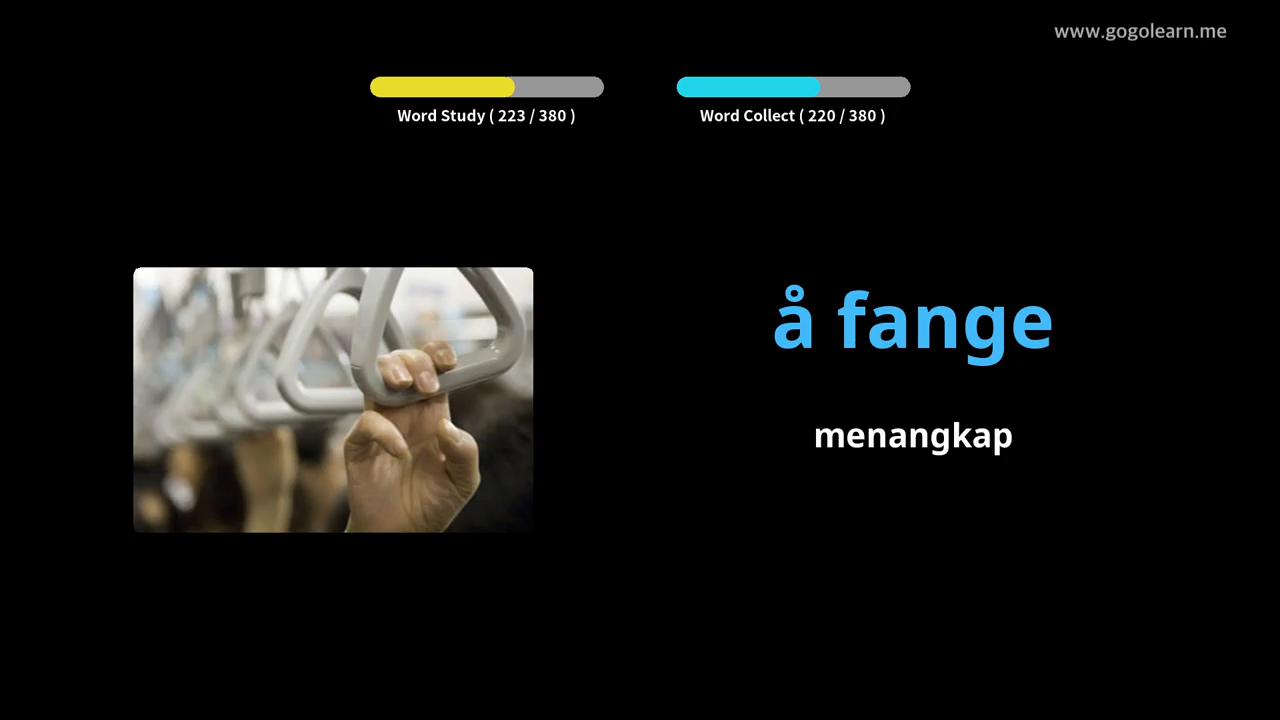 www.gogolearn.me
Word Study ( 223 / 380 )
Word Collect ( 220 / 380 )
å fange
menangkap